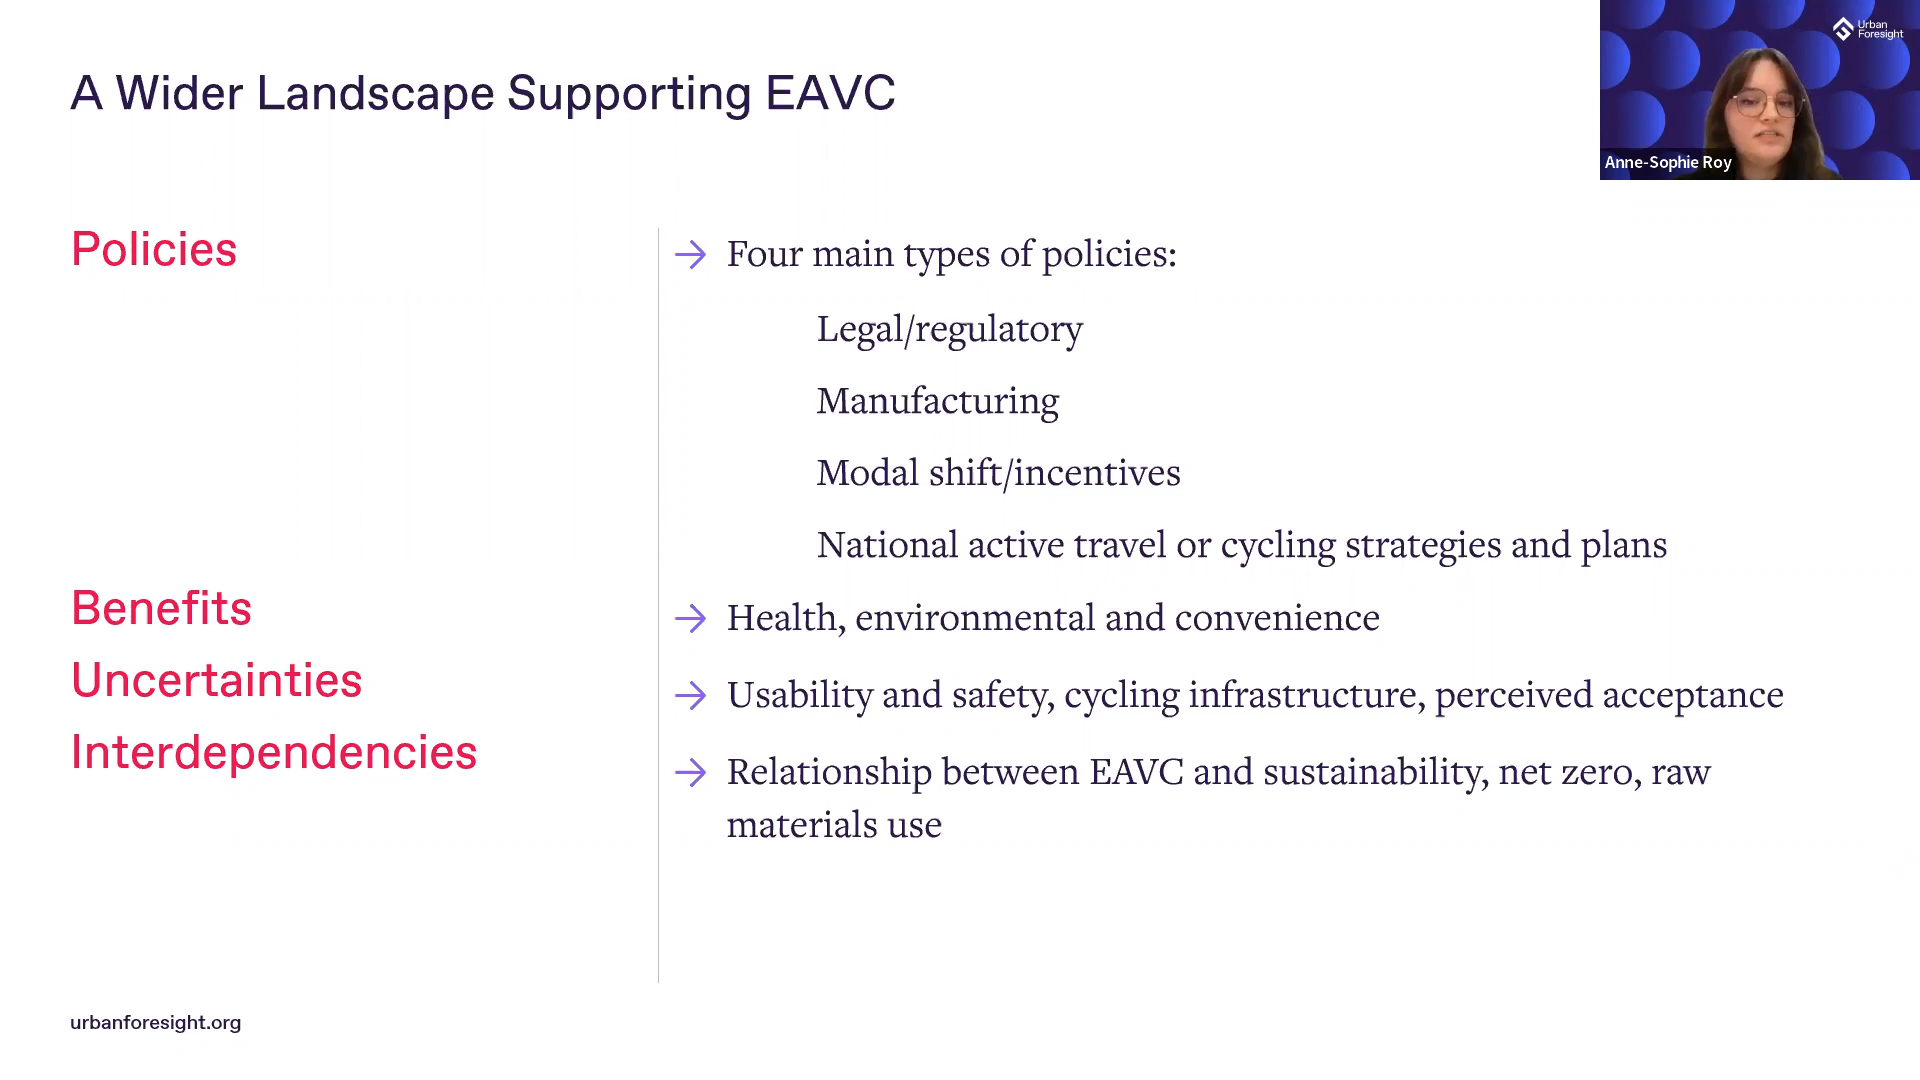 Urban
Foresight
A Wider Landscape Supporting EAVC
Anne-Sophie Roy
Policies
→ Four main types of policies:
Legal/regulatory
Manufacturing
Modal shift/incentives
National active travel or cycling strategies and plans
Benefits
→ Health, environmental and convenience
Uncertainties
→ Usability and safety, cycling infrastructure, perceived acceptance
Interdependencies
→ Relationship between EAVC and sustainability, net zero, raw
materials use
urbanforesight.org